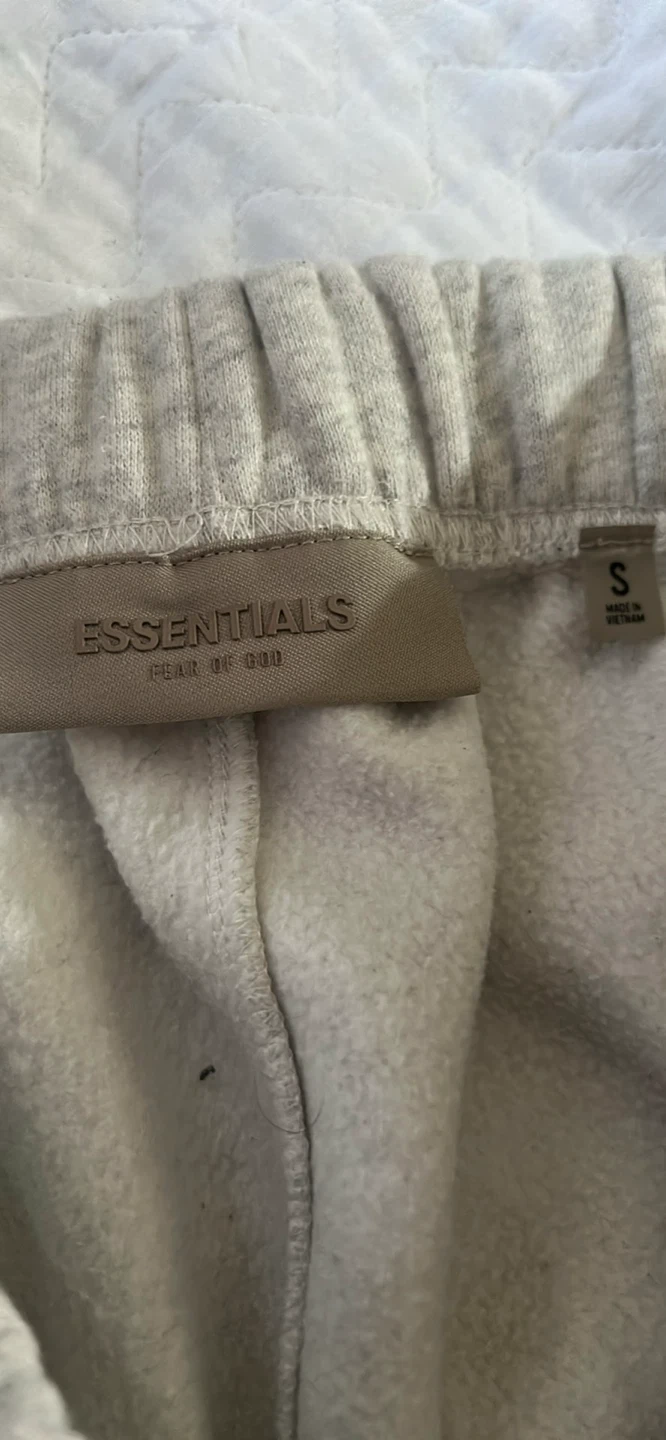 ESSENTIALS
FEAR OF GOD
S
MADE IN
VIETNAM